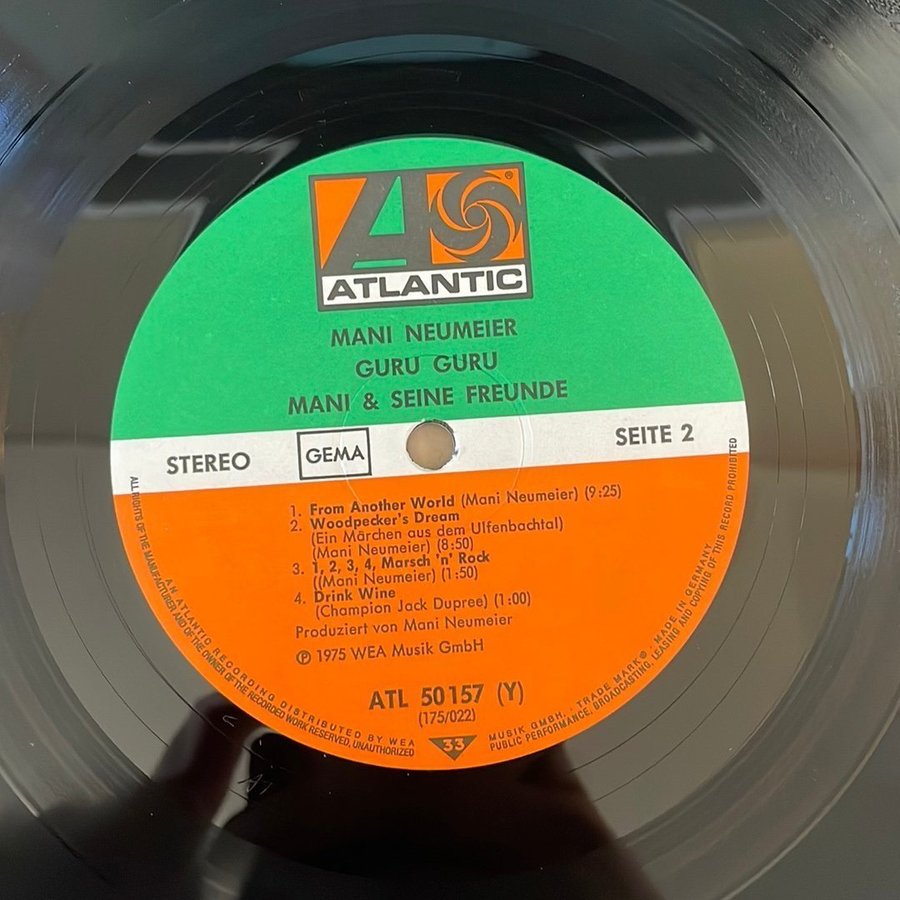 ATLANTIC ®
MANI NEUMEIER
GURU GURU
MANI & SEINE FREUNDE
STEREO
GEMA
SEITE 2
1. From Another World (Mani Neumeier) (9:25)
2. Woodpecker's Dream
(Ein Märchen aus dem Ulfenbachtal)
(Mani Neumeier) (8:50)
3. 1, 2, 3, 4, Marsch 'n' Rock
((Mani Neumeier) (1:50)
4. Drink Wine
(Champion Jack Dupree) (1:00)
Produziert von Mani Neumeier
℗ 1975 WEA Musik GmbH
ATL 50157 (Y)
(175/022)
33
AN ATLANTIC RECORDING DISTRIBUTED BY WEA MUSIK GMBH. · TRADE MARK® · MADE IN GERMANY
ALL RIGHTS OF THE MANUFACTURER AND OF THE OWNER OF THE RECORDED WORK RESERVED, UNAUTHORIZED PUBLIC PERFORMANCE, BROADCASTING, LEASING AND COPYING OF THIS RECORD PROHIBITED